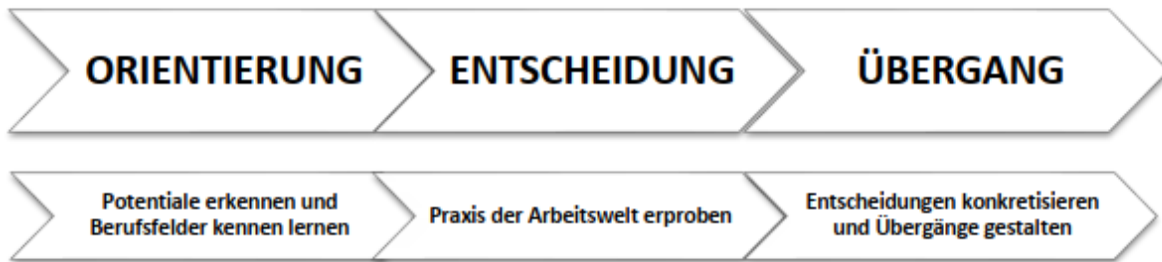 ORIENTIERUNG
ENTSCHEIDUNG
ÜBERGANG
Potentiale erkennen und
Berufsfelder kennen lernen
Praxis der Arbeitswelt erproben
Entscheidungen konkretisieren
und Übergänge gestalten